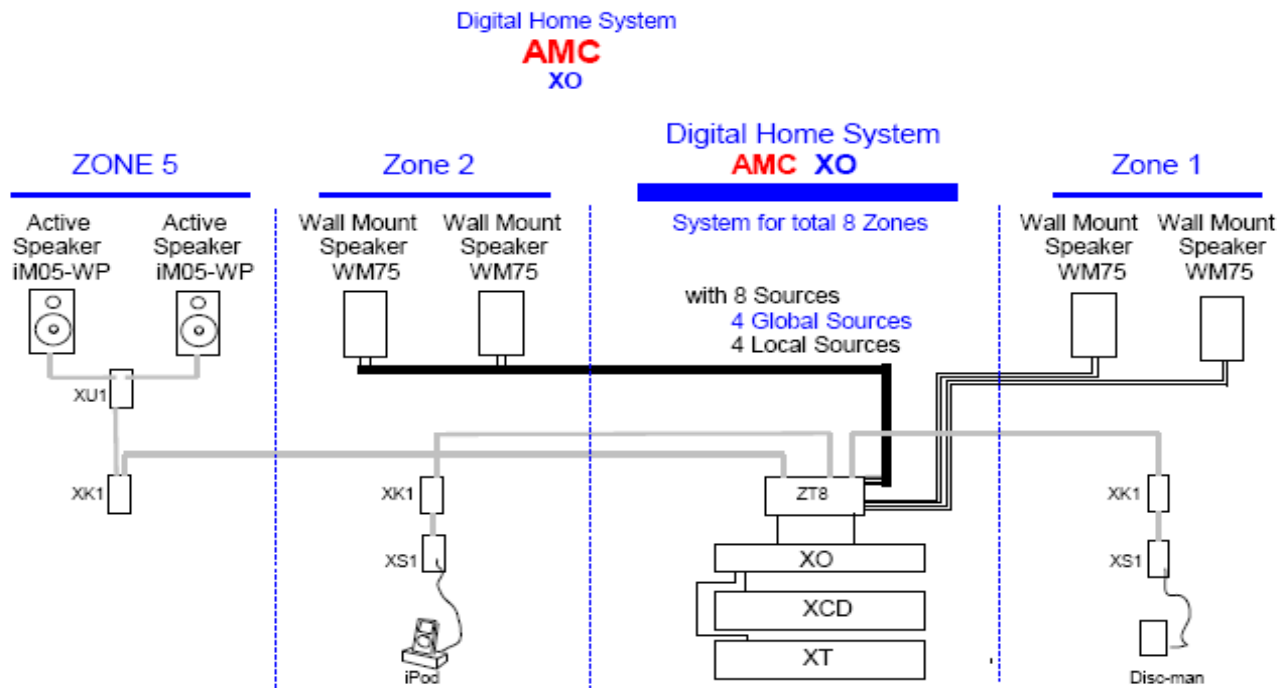 Digital Home System
AMC
XO
Digital Home System
AMC XO
ZONE 5
Zone 2
Zone 1
System for total 8 Zones
Active
Speaker
iM05-WP
Active
Speaker
iM05-WP
Wall Mount
Speaker
WM75
Wall Mount
Speaker
WM75
with 8 Sources
4 Global Sources
4 Local Sources
Wall Mount
Speaker
WM75
Wall Mount
Speaker
WM75
XU1
XK1
XK1
ZT8
XK1
XS1
XO
XS1
XCD
XT
iPod
Disc-man